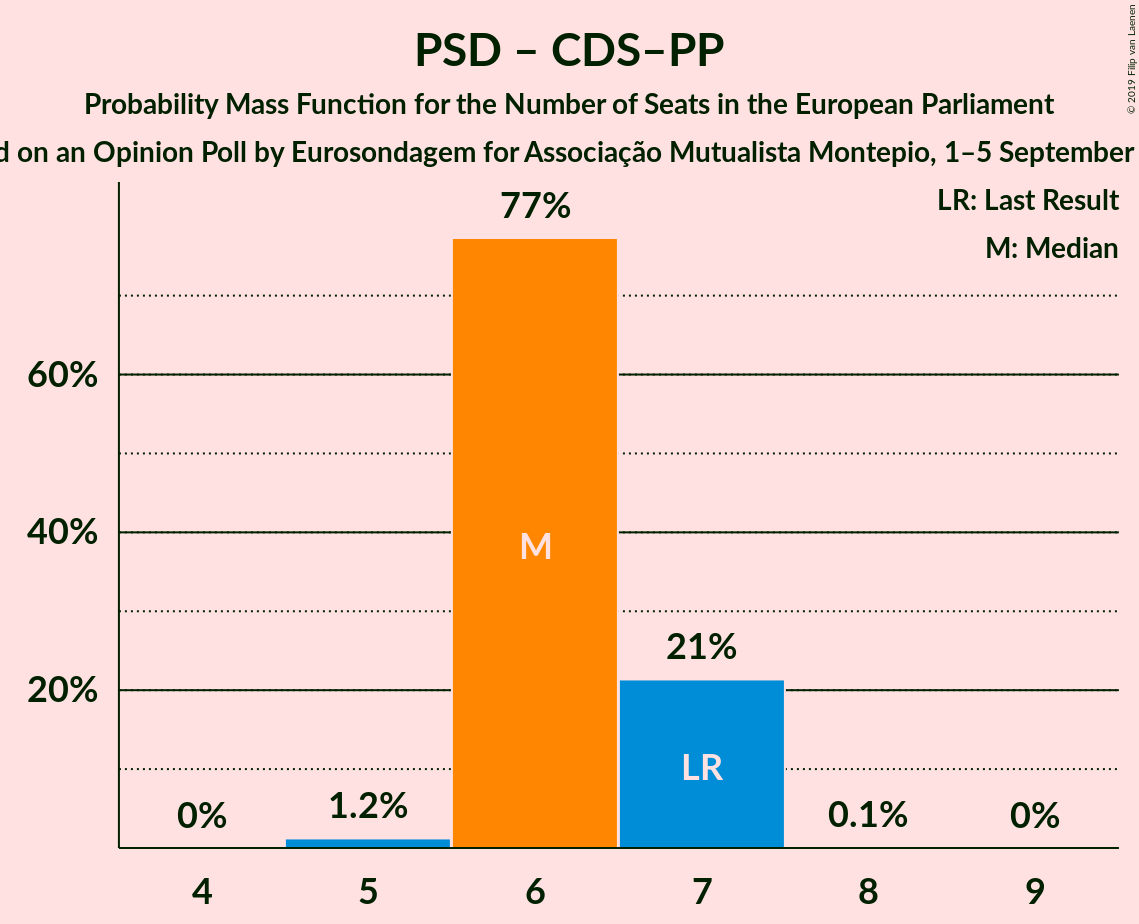 PSD – CDS–PP
Probability Mass Function for the Number of Seats in the European Parliament
d on an Opinion Poll by Eurosondagem for Associação Mutualista Montepio, 1–5 September
© 2019 Filip van Laenen
LR: Last Result
M: Median
77%
60%
40%
M
21%
20%
LR
0%
1.2%
0.1%
0%
4 5 6 7 8 9